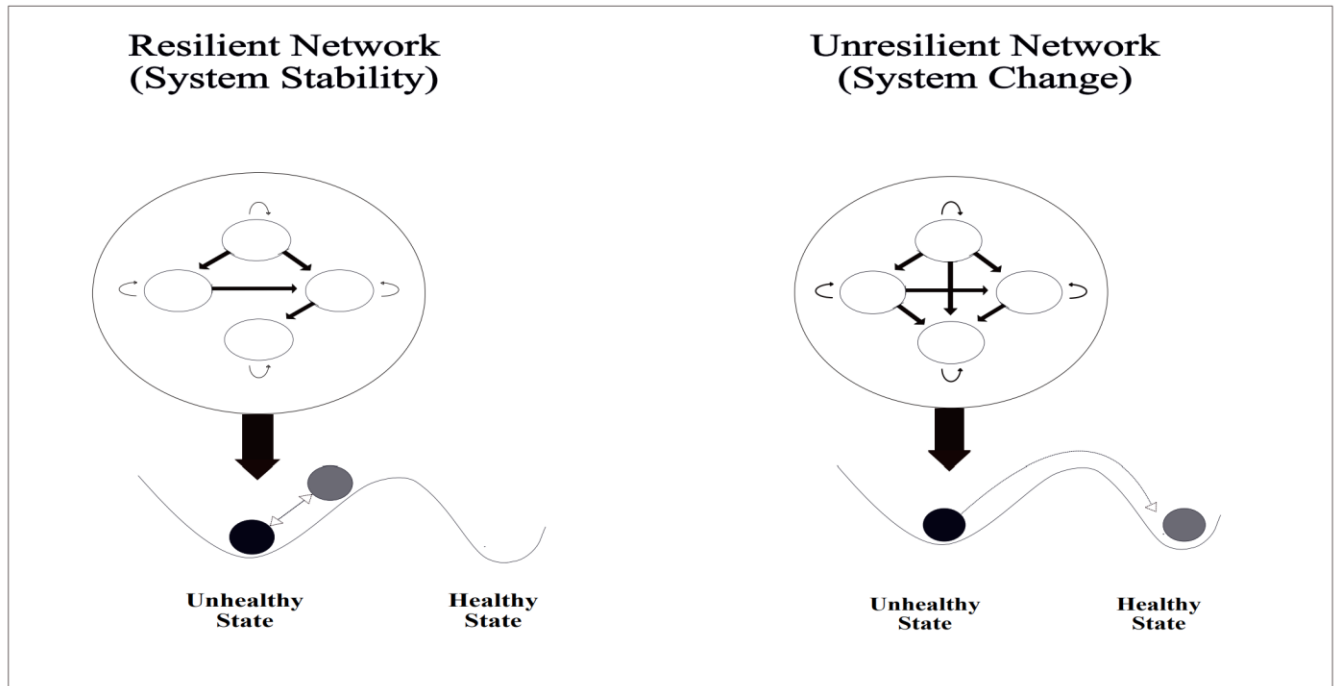 Resilient Network
(System Stability)
Unresilient Network
(System Change)
Unhealthy
State
Healthy
State
Unhealthy
State
Healthy
State